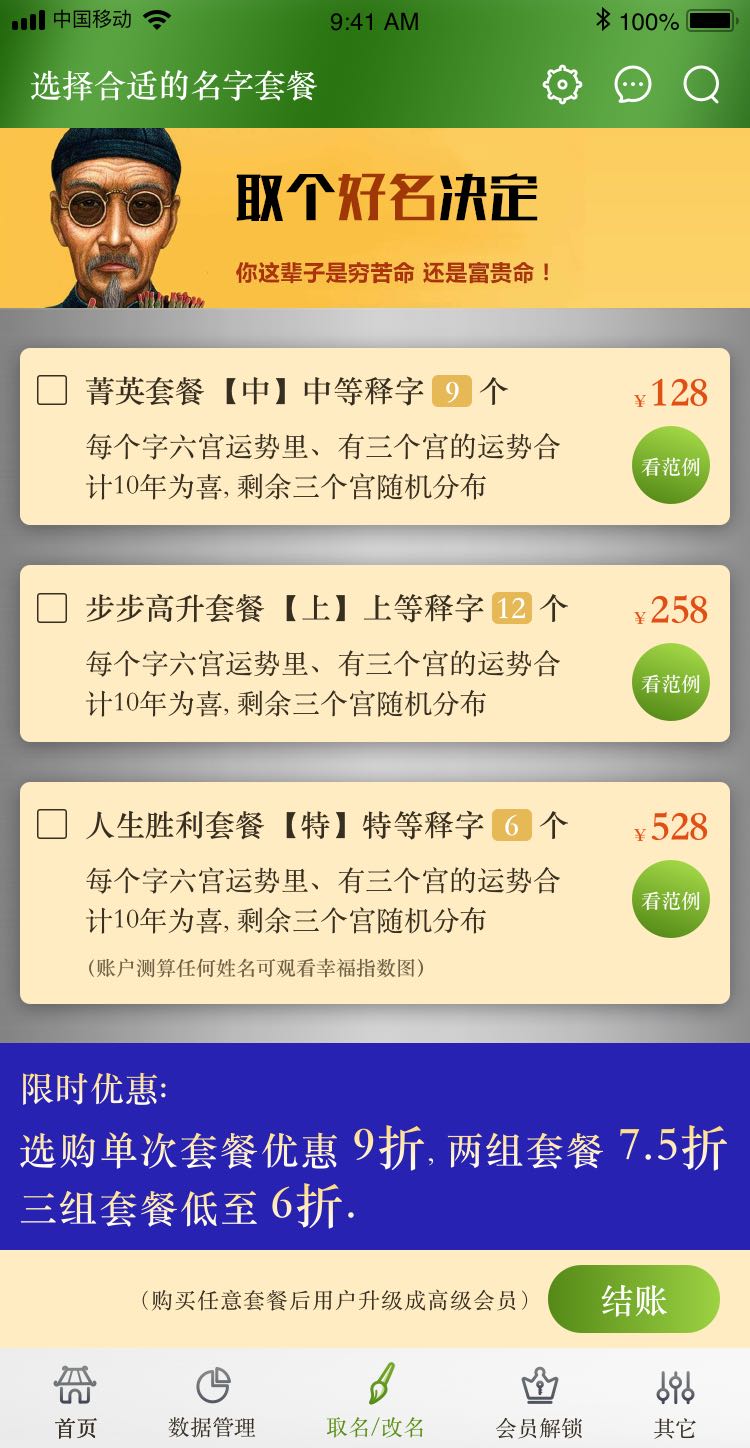 中国移动 9:41 AM 100%
选择合适的名字套餐
取个好名决定
你这辈子是穷苦命 还是富贵命！
菁英套餐【中】中等释字 9 个 ¥128
每个字六宫运势里、有三个宫的运势合
计10年为喜, 剩余三个宫随机分布
看范例
步步高升套餐【上】上等释字 12 个 ¥258
每个字六宫运势里、有三个宫的运势合
计10年为喜, 剩余三个宫随机分布
看范例
人生胜利套餐【特】特等释字 6 个 ¥528
每个字六宫运势里、有三个宫的运势合
计10年为喜, 剩余三个宫随机分布
看范例
（账户测算任何姓名可观看幸福指数图）
限时优惠:
选购单次套餐优惠 9折, 两组套餐 7.5折
三组套餐低至 6折.
（购买任意套餐后用户升级成高级会员） 结账
首页 数据管理 取名/改名 会员解锁 其它